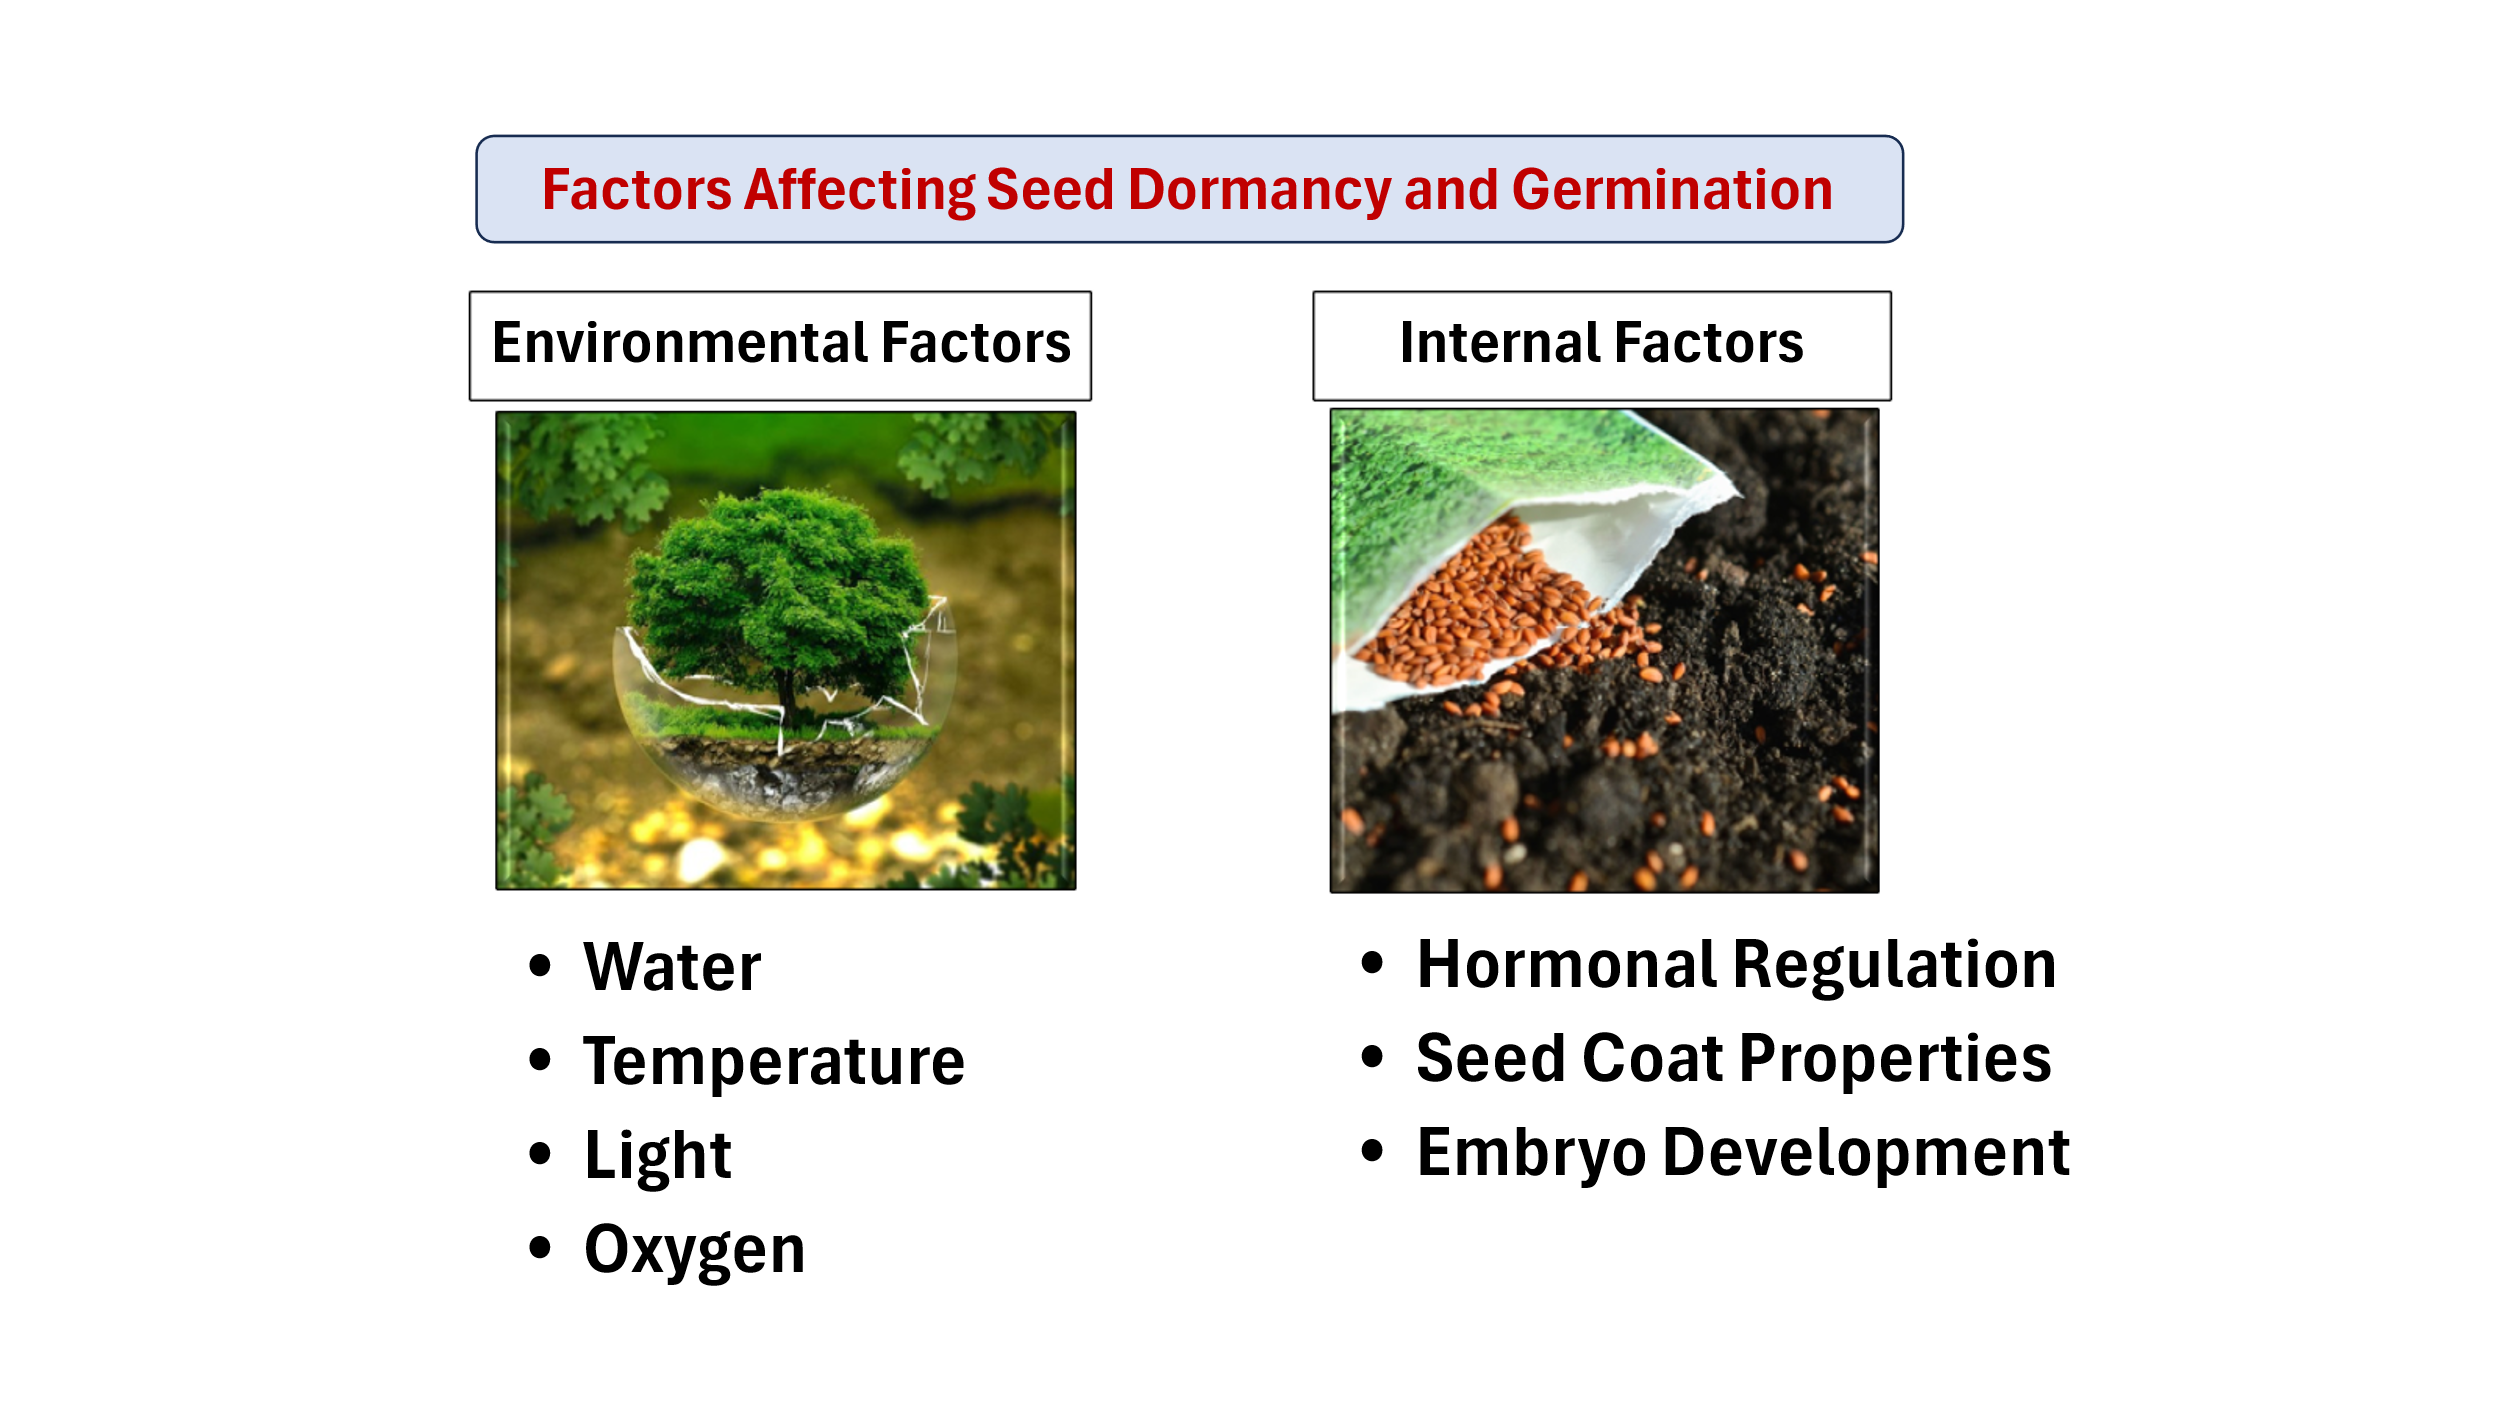 Factors Affecting Seed Dormancy and Germination
Environmental Factors
Internal Factors
• Water
• Temperature
• Light
• Oxygen
• Hormonal Regulation
• Seed Coat Properties
• Embryo Development